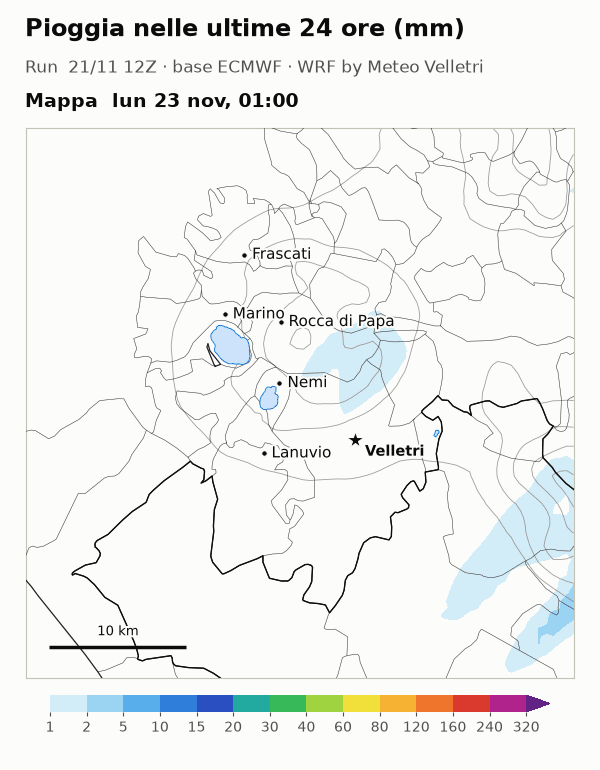 Pioggia nelle ultime 24 ore (mm)
Run  21/11 12Z · base ECMWF · WRF by Meteo Velletri
Mappa  lun 23 nov, 01:00
Frascati
Marino
Rocca di Papa
Nemi
Velletri
Lanuvio
10 km
1 2 5 10 15 20 30 40 60 80 120 160 240 320